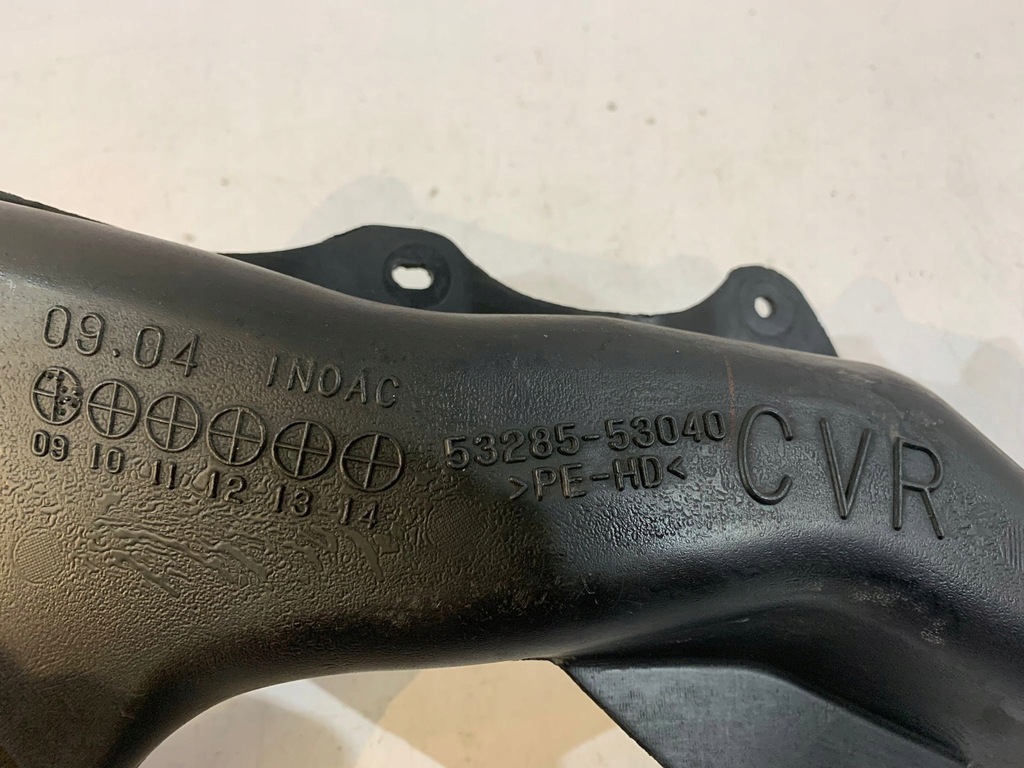 09.04 INOAC
09 10 11 12 13 14
53285-53040
>PE-HD<
CVR